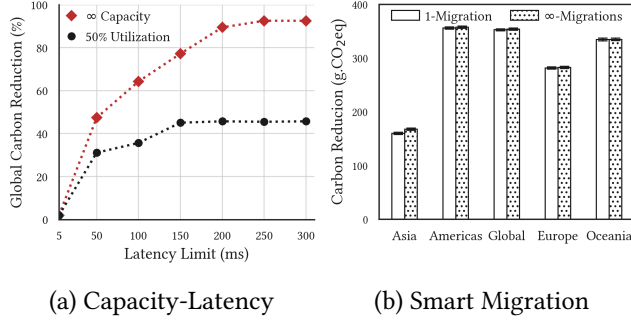 Global Carbon Reduction (%)
100
80
60
40
20
0
∞ Capacity
50% Utilization
5 50 100 150 200 250 300
Latency Limit (ms)
(a) Capacity-Latency
Carbon Reducion (g.CO₂eq)
400
300
200
100
0
1-Migration
∞-Migrations
Asia Americas Global Europe Oceania
(b) Smart Migration